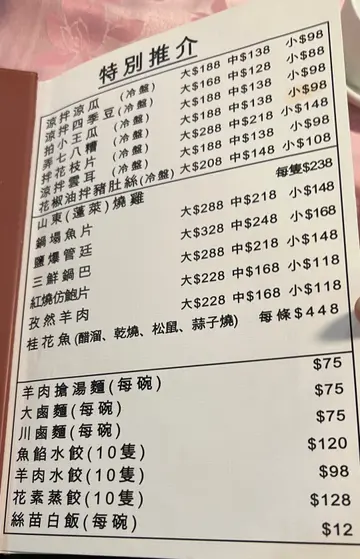 特別推介
涼拌涼瓜 (冷盤) 大$188 中$138 小$98
涼拌四季豆 (冷盤) 大$168 中$128 小$88
拍小王瓜 (冷盤) 大$188 中$138 小$98
弄七八糟 (冷盤) 大$188 中$138 小$98
拌花枝片 (冷盤) 大$288 中$218 小$148
涼拌雲耳 (冷盤) 大$188 中$138 小$98
花椒油拌豬肚絲(冷盤) 大$208 中$148 小$108
山東(蓬萊)燒雞 每隻$238
鍋塌魚片 大$288 中$218 小$148
鹽爆管廷 大$328 中$248 小$168
三鮮鍋巴 大$288 中$218 小$148
紅燒仿鮑片 大$228 中$168 小$118
孜然羊肉 大$228 中$168 小$118
桂花魚(醋溜、乾燒、松鼠、蒜子燒) 每條$448
羊肉搶湯麵(每碗) $75
大鹵麵(每碗) $75
川鹵麵(每碗) $75
魚餡水餃(10隻) $120
羊肉水餃(10隻) $98
花素蒸餃(10隻) $128
絲苗白飯(每碗) $12